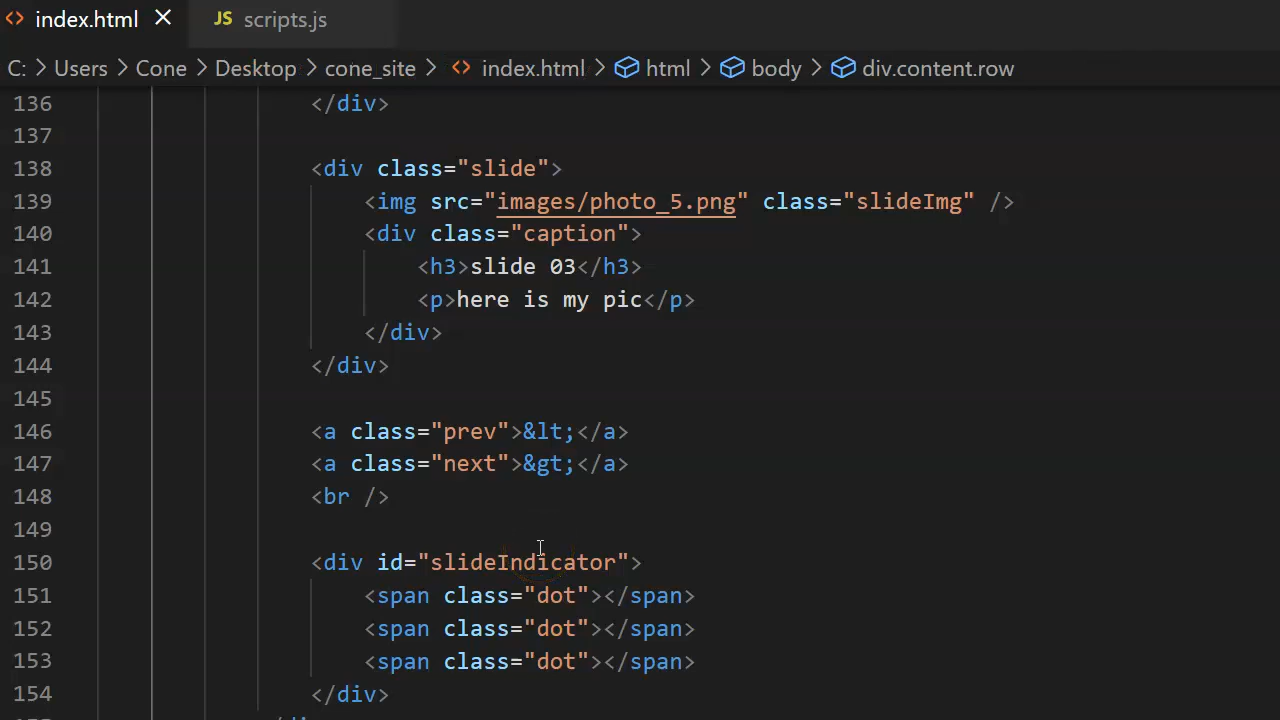 index.html × JS scripts.js
C: > Users > Cone > Desktop > cone_site > index.html > html > body > div.content.row
136 </div>
137
138 <div class="slide">
139 <img src="images/photo_5.png" class="slideImg" />
140 <div class="caption">
141 <h3>slide 03</h3>
142 <p>here is my pic</p>
143 </div>
144 </div>
145
146 <a class="prev">&lt;</a>
147 <a class="next">&gt;</a>
148 <br />
149
150 <div id="slideIndicator">
151 <span class="dot"></span>
152 <span class="dot"></span>
153 <span class="dot"></span>
154 </div>